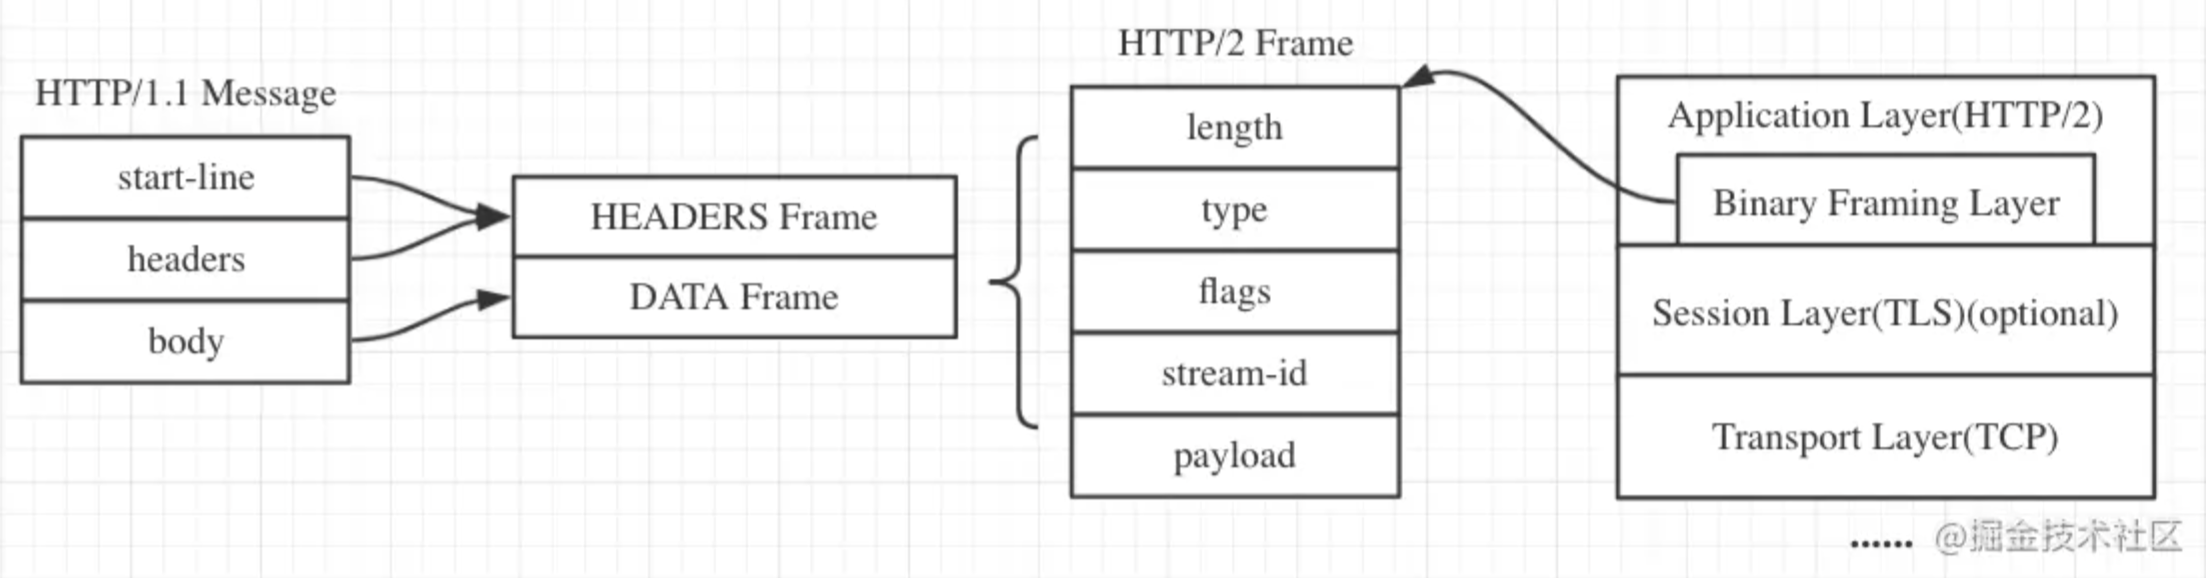 HTTP/1.1 Message
start-line
headers
body
HEADERS Frame
DATA Frame
HTTP/2 Frame
length
type
flags
stream-id
payload
Application Layer(HTTP/2)
Binary Framing Layer
Session Layer(TLS)(optional)
Transport Layer(TCP)
...... @掘金技术社区